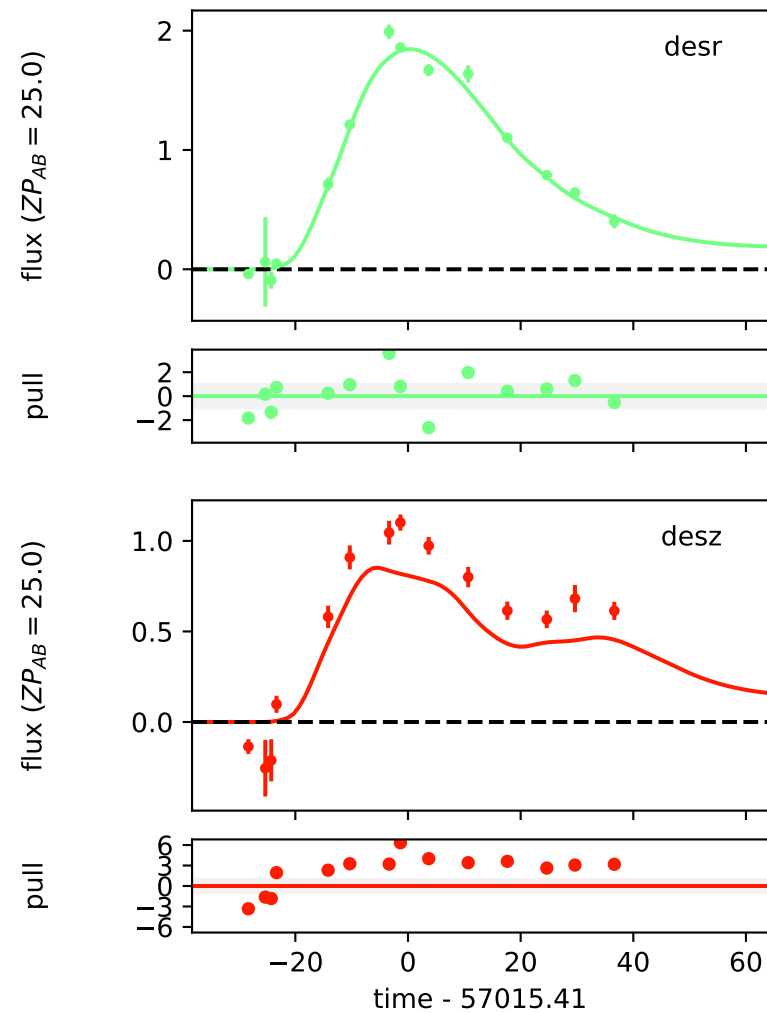 desr
flux (ZP_AB = 25.0)
2
1
0
pull
2
0
−2
desz
flux (ZP_AB = 25.0)
1.0
0.5
0.0
pull
6
3
0
−3
−6
−20 0 20 40 60
time - 57015.41